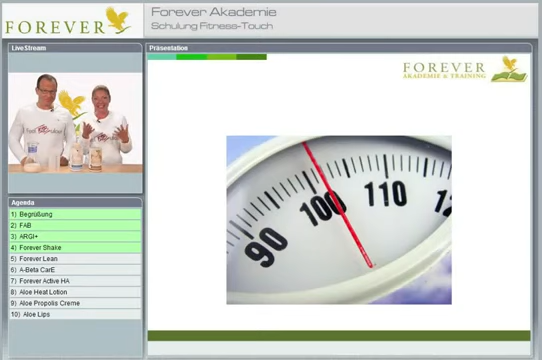 FOREVER
Forever Akademie
Schulung Fitness-Touch
LiveStream
Agenda
1) Begrüßung
2) FAB
3) ARGI+
4) Forever Shake
5) Forever Lean
6) A-Beta CarE
7) Forever Active HA
8) Aloe Heat Lotion
9) Aloe Propolis Creme
10) Aloe Lips
Präsentation
FOREVER
AKADEMIE & TRAINING
90
100
110